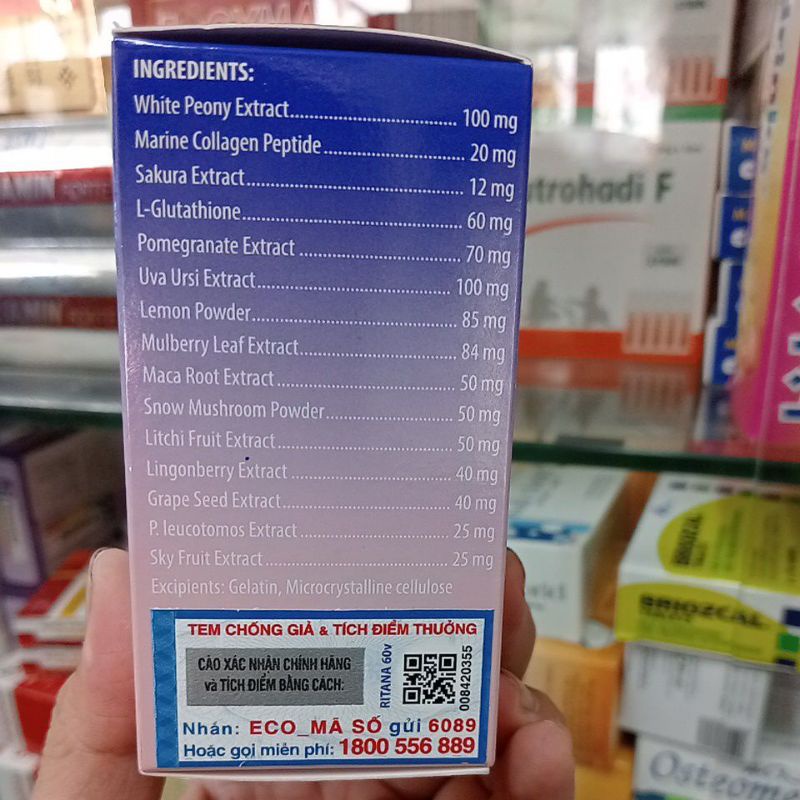 INGREDIENTS:
White Peony Extract........................................ 100 mg
Marine Collagen Peptide........................................ 20 mg
Sakura Extract........................................ 12 mg
L-Glutathione........................................ 60 mg
Pomegranate Extract........................................ 70 mg
Uva Ursi Extract........................................ 100 mg
Lemon Powder........................................ 85 mg
Mulberry Leaf Extract........................................ 84 mg
Maca Root Extract........................................ 50 mg
Snow Mushroom Powder........................................ 50 mg
Litchi Fruit Extract........................................ 50 mg
Lingonberry Extract........................................ 40 mg
Grape Seed Extract........................................ 40 mg
P. leucotomos Extract........................................ 25 mg
Sky Fruit Extract........................................ 25 mg
Excipients: Gelatin, Microcrystalline cellulose
TEM CHỐNG GIẢ & TÍCH ĐIỂM THƯỞNG
CÀO XÁC NHẬN CHÍNH HÃNG
và TÍCH ĐIỂM BẰNG CÁCH:
RITANA 60v
008420355
Nhắn: ECO_MÃ SỐ gửi 6089
Hoặc gọi miễn phí: 1800 556 889
trohadi F
BRIOZCAL
BRIOZCAL
Osteome